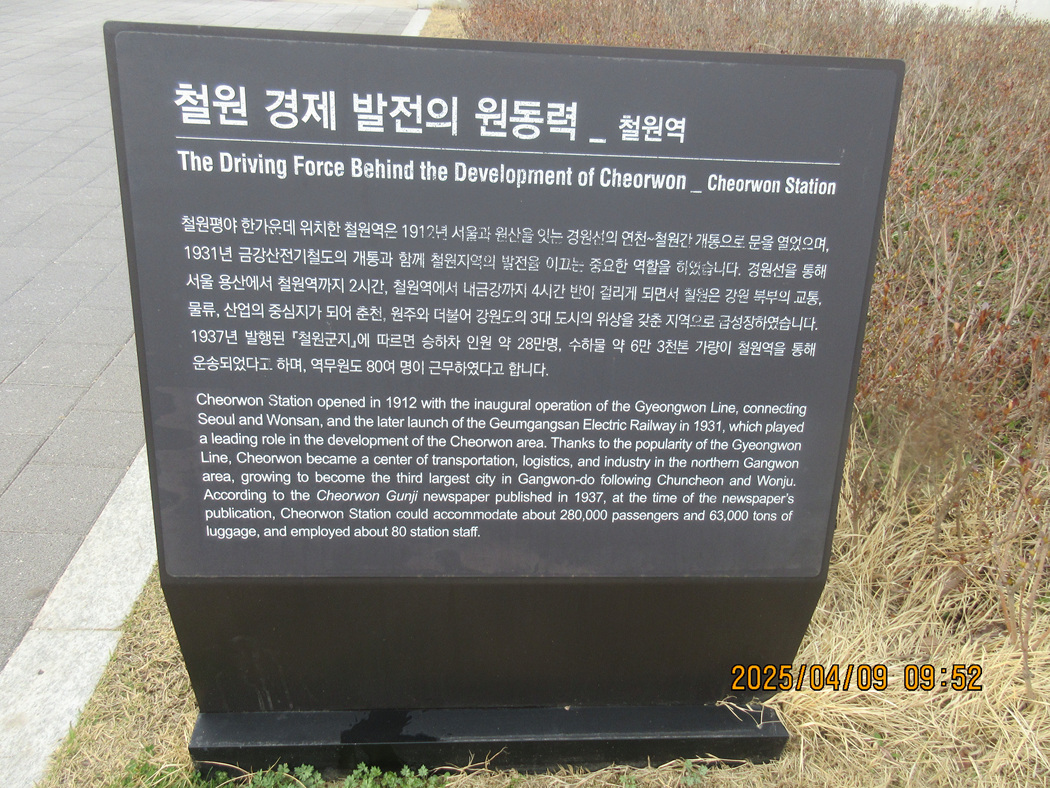 철원 경제 발전의 원동력 _ 철원역
The Driving Force Behind the Development of Cheorwon _ Cheorwon Station
철원평야 한가운데 위치한 철원역은 1912년 서울과 원산을 잇는 경원선의 연천~철원간 개통으로 문을 열었으며,
1931년 금강산전기철도의 개통과 함께 철원지역의 발전을 이끄는 중요한 역할을 하였습니다. 경원선을 통해
서울 용산에서 철원역까지 2시간, 철원역에서 내금강까지 4시간 반이 걸리게 되면서 철원은 강원 북부의 교통,
물류, 산업의 중심지가 되어 춘천, 원주와 더불어 강원도의 3대 도시의 위상을 갖춘 지역으로 급성장하였습니다.
1937년 발행된 『철원군지』에 따르면 승하차 인원 약 28만명, 수하물 약 6만 3천톤 가량이 철원역을 통해
운송되었다고 하며, 역무원도 80여 명이 근무하였다고 합니다.
Cheorwon Station opened in 1912 with the inaugural operation of the Gyeongwon Line, connecting
Seoul and Wonsan, and the later launch of the Geumgangsan Electric Railway in 1931, which played
a leading role in the development of the Cheorwon area. Thanks to the popularity of the Gyeongwon
Line, Cheorwon became a center of transportation, logistics, and industry in the northern Gangwon
area, growing to become the third largest city in Gangwon-do following Chuncheon and Wonju.
According to the Cheorwon Gunji newspaper published in 1937, at the time of the newspaper's
publication, Cheorwon Station could accommodate about 280,000 passengers and 63,000 tons of
luggage, and employed about 80 station staff.
2025/04/09 09:52